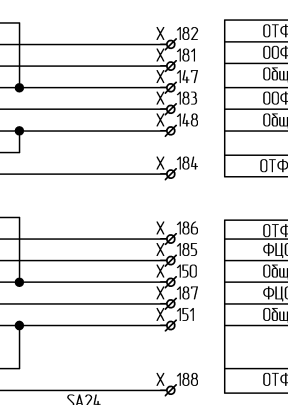 X 182 ОТФ
X 181 ООФ
X 147 Общ
X 183 ООФ
X 148 Общ
X 184 ОТФ
X 186 ОТФ
X 185 ФЦО
X 150 Общ
X 187 ФЦО
X 151 Общ
X 188 ОТФ
SA24